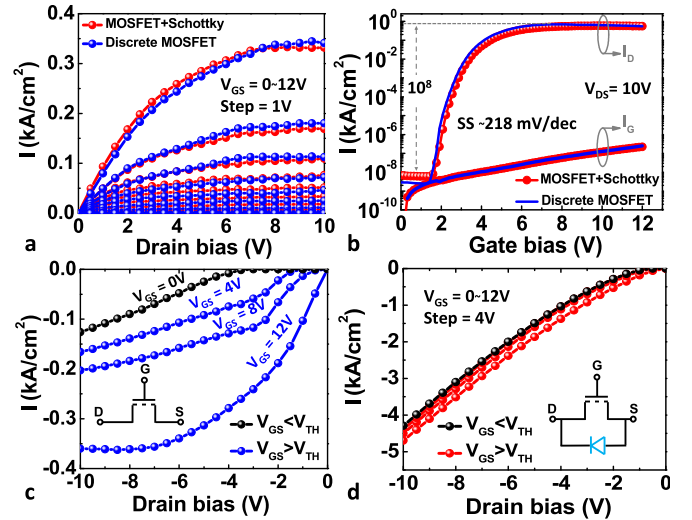 MOSFET+Schottky
Discrete MOSFET
V_GS = 0~12V
Step = 1V
I (kA/cm²)
0.4
0.3
0.2
0.1
0.0
0 2 4 6 8 10
Drain bias (V)
a
I (kA/cm²)
10⁰
10⁻²
10⁻⁴
10⁻⁶
10⁻⁸
10⁻¹⁰
10⁸
I_D
V_DS= 10V
SS ~218 mV/dec
I_G
MOSFET+Schottky
Discrete MOSFET
0 2 4 6 8 10 12
Gate bias (V)
b
I (kA/cm²)
0.0
-0.1
-0.2
-0.3
-0.4
V_GS = 0V
V_GS = 4V
V_GS = 8V
V_GS = 12V
G
D
S
V_GS<V_TH
V_GS>V_TH
-10 -8 -6 -4 -2 0
Drain bias (V)
c
I (kA/cm²)
0
-1
-2
-3
-4
-5
V_GS = 0~12V
Step = 4V
G
D
S
V_GS<V_TH
V_GS>V_TH
-10 -8 -6 -4 -2 0
Drain bias (V)
d